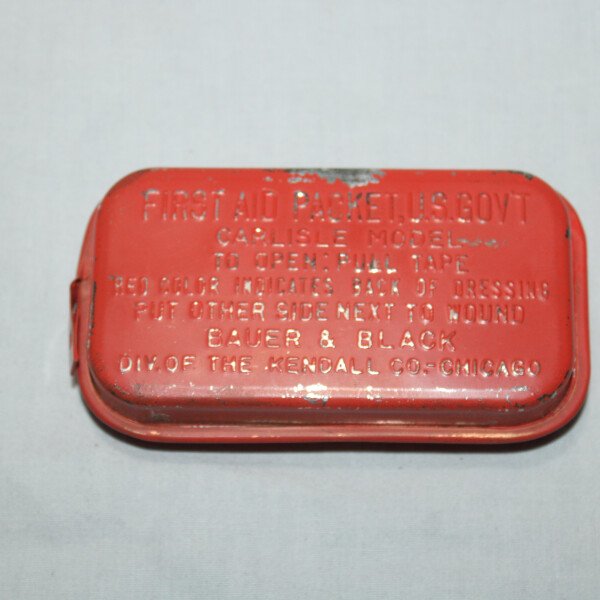 FIRST AID PACKET, U.S. GOV'T
CARLISLE MODEL
TO OPEN: PULL TAPE
RED COLOR INDICATES BACK OF DRESSING
PUT OTHER SIDE NEXT TO WOUND
BAUER & BLACK
DIV. OF THE KENDALL CO.-CHICAGO